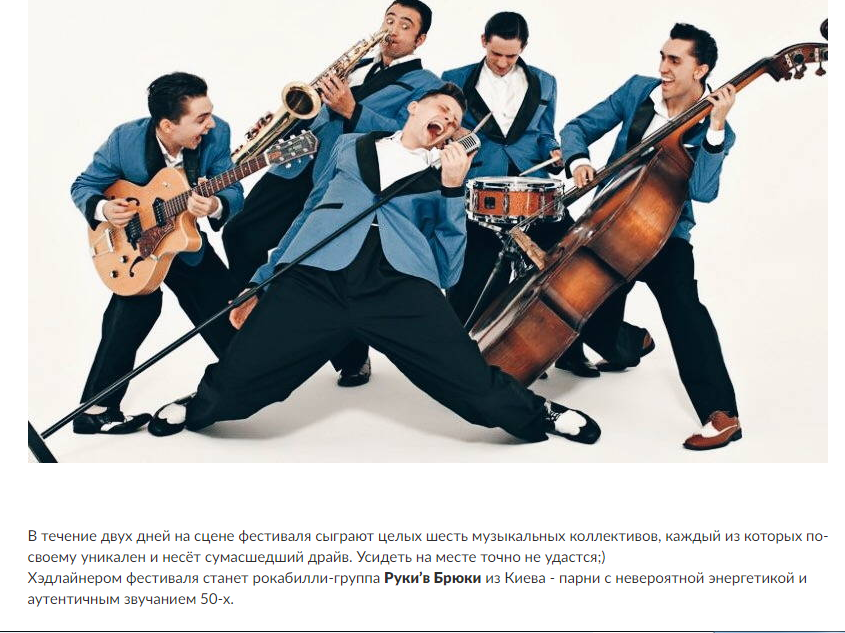 В течение двух дней на сцене фестиваля сыграют целых шесть музыкальных коллективов, каждый из которых по-
своему уникален и несёт сумасшедший драйв. Усидеть на месте точно не удастся;)
Хэдлайнером фестиваля станет рокабилли-группа Руки’в Брюки из Киева - парни с невероятной энергетикой и
аутентичным звучанием 50-х.